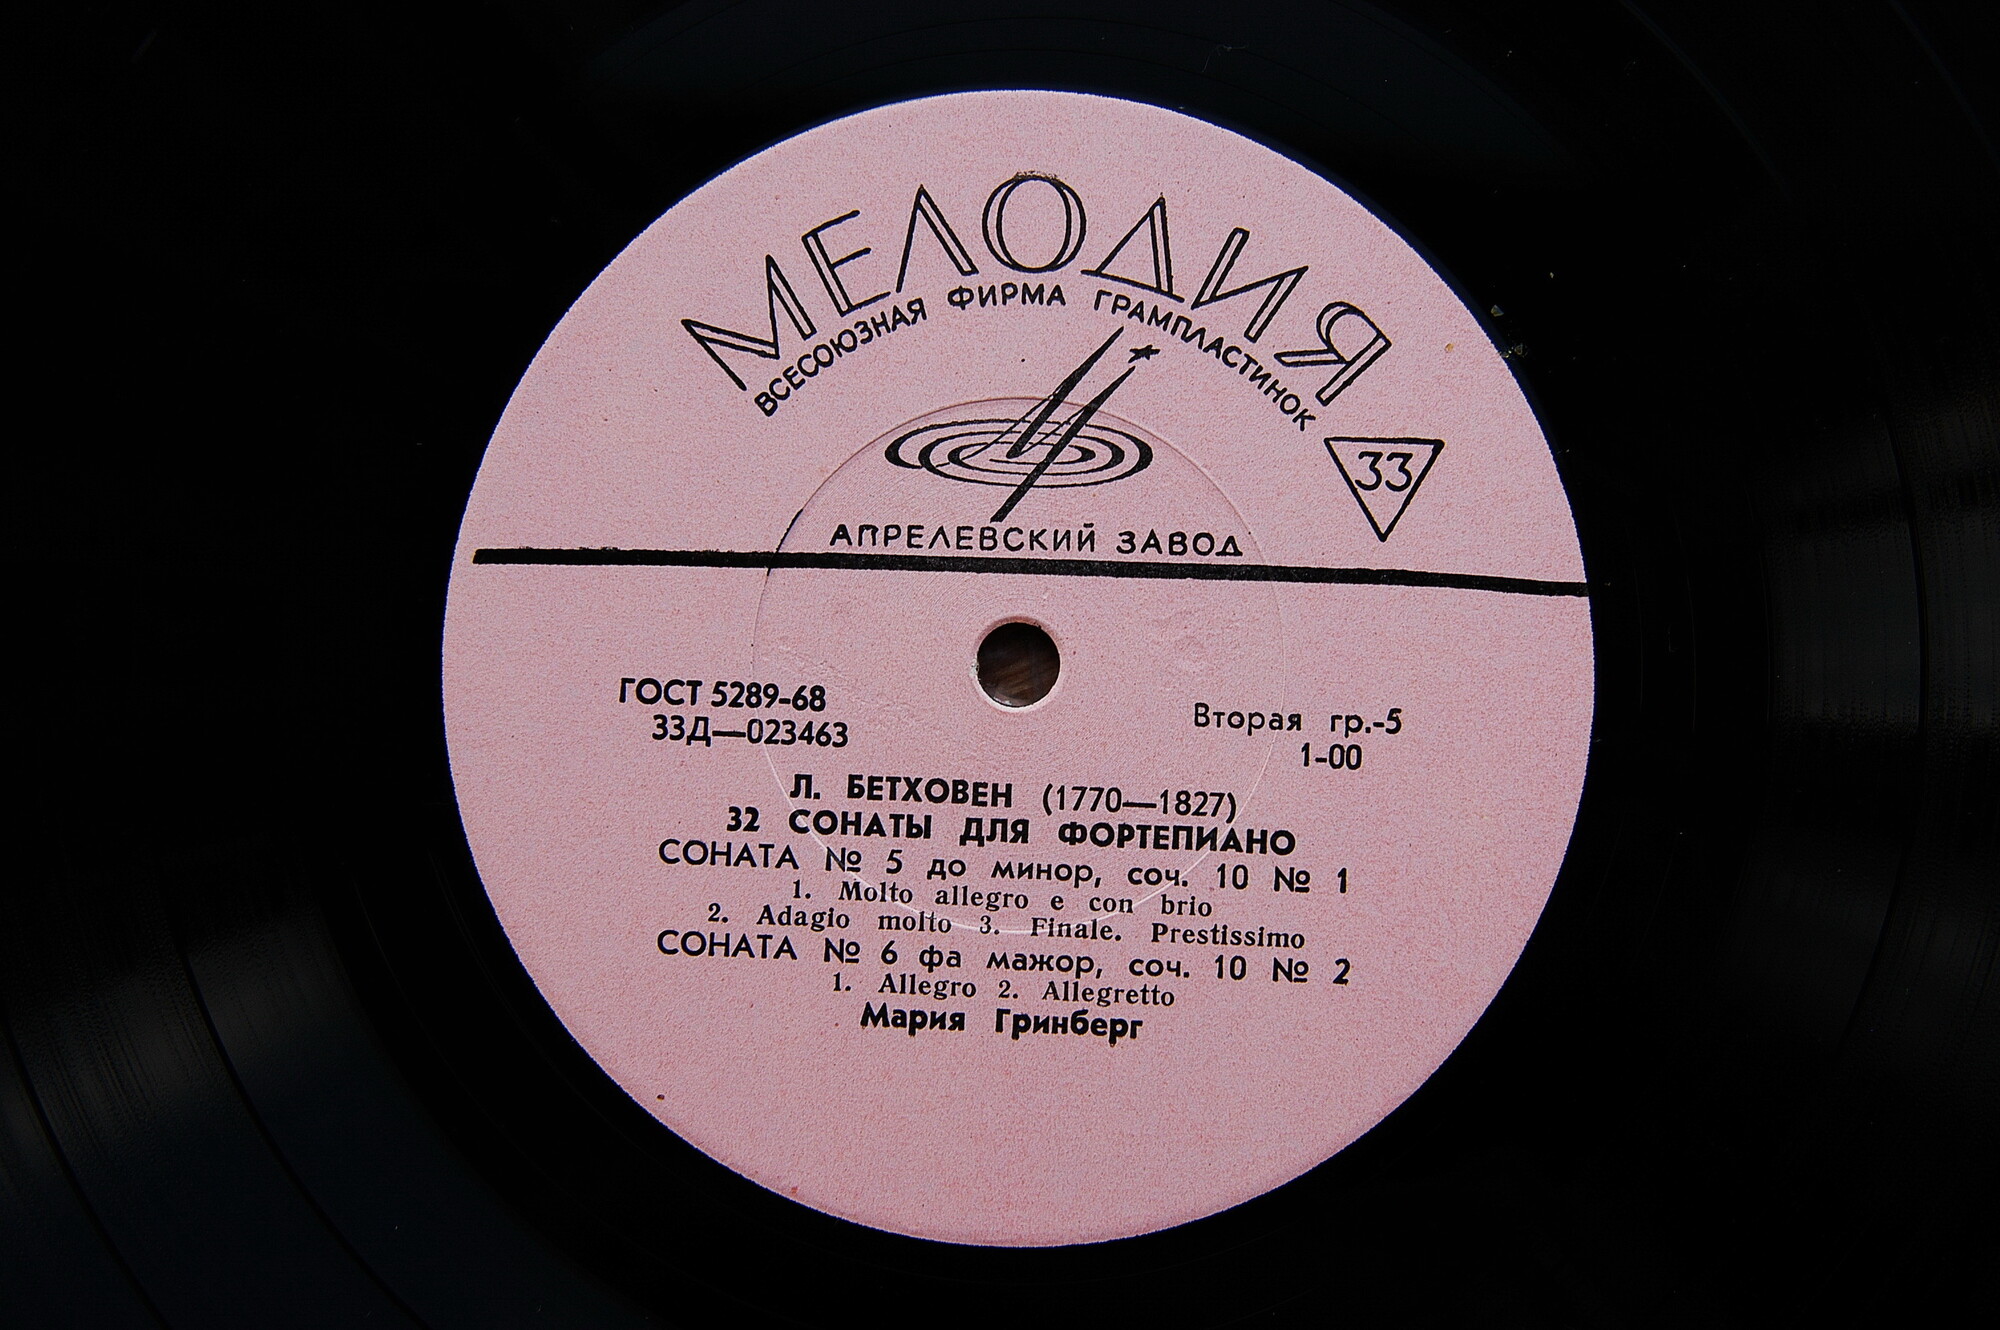 МЕЛОДИЯ
ВСЕСОЮЗНАЯ ФИРМА ГРАМПЛАСТИНОК
33
АПРЕЛЕВСКИЙ ЗАВОД
ГОСТ 5289-68
33Д—023463
Вторая гр.-5
1-00
Л. БЕТХОВЕН (1770—1827)
32 СОНАТЫ ДЛЯ ФОРТЕПИАНО
СОНАТА № 5 до минор, соч. 10 № 1
1. Molto allegro e con brio
2. Adagio molto 3. Finale. Prestissimo
СОНАТА № 6 фа мажор, соч. 10 № 2
1. Allegro 2. Allegretto
Мария Гринберг